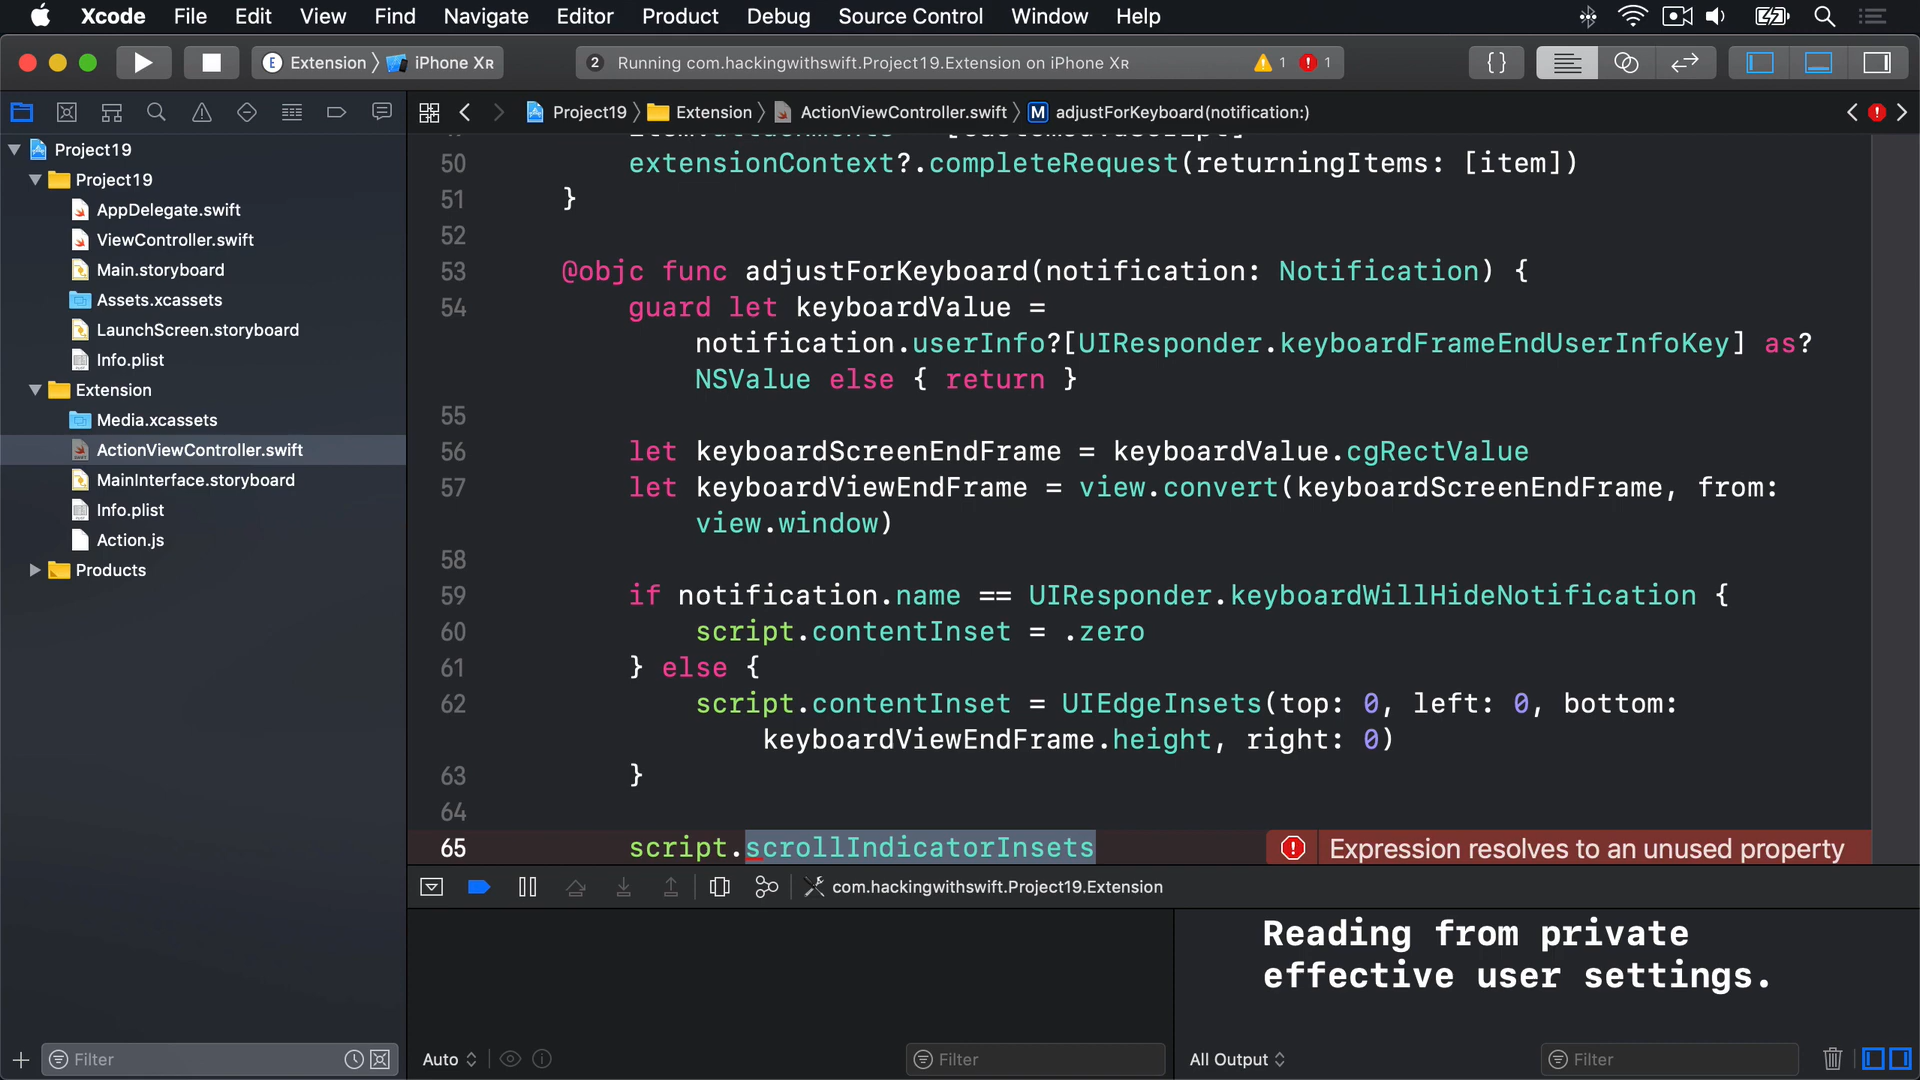 Xcode File Edit View Find Navigate Editor Product Debug Source Control Window Help
Extension iPhone XR
2 Running com.hackingwithswift.Project19.Extension on iPhone XR 1 1
{}
Project19 Extension ActionViewController.swift M adjustForKeyboard(notification:)
Project19
Project19
AppDelegate.swift
ViewController.swift
Main.storyboard
Assets.xcassets
LaunchScreen.storyboard
Info.plist
Extension
Media.xcassets
ActionViewController.swift
MainInterface.storyboard
Info.plist
Action.js
Products
50 extensionContext?.completeRequest(returningItems: [item])
51 }
52
53 @objc func adjustForKeyboard(notification: Notification) {
54 guard let keyboardValue =
notification.userInfo?[UIResponder.keyboardFrameEndUserInfoKey] as?
NSValue else { return }
55
56 let keyboardScreenEndFrame = keyboardValue.cgRectValue
57 let keyboardViewEndFrame = view.convert(keyboardScreenEndFrame, from:
view.window)
58
59 if notification.name == UIResponder.keyboardWillHideNotification {
60 script.contentInset = .zero
61 } else {
62 script.contentInset = UIEdgeInsets(top: 0, left: 0, bottom:
keyboardViewEndFrame.height, right: 0)
63 }
64
65 script.scrollIndicatorInsets Expression resolves to an unused property
com.hackingwithswift.Project19.Extension
Reading from private
effective user settings.
Filter
Auto
Filter
All Output
Filter